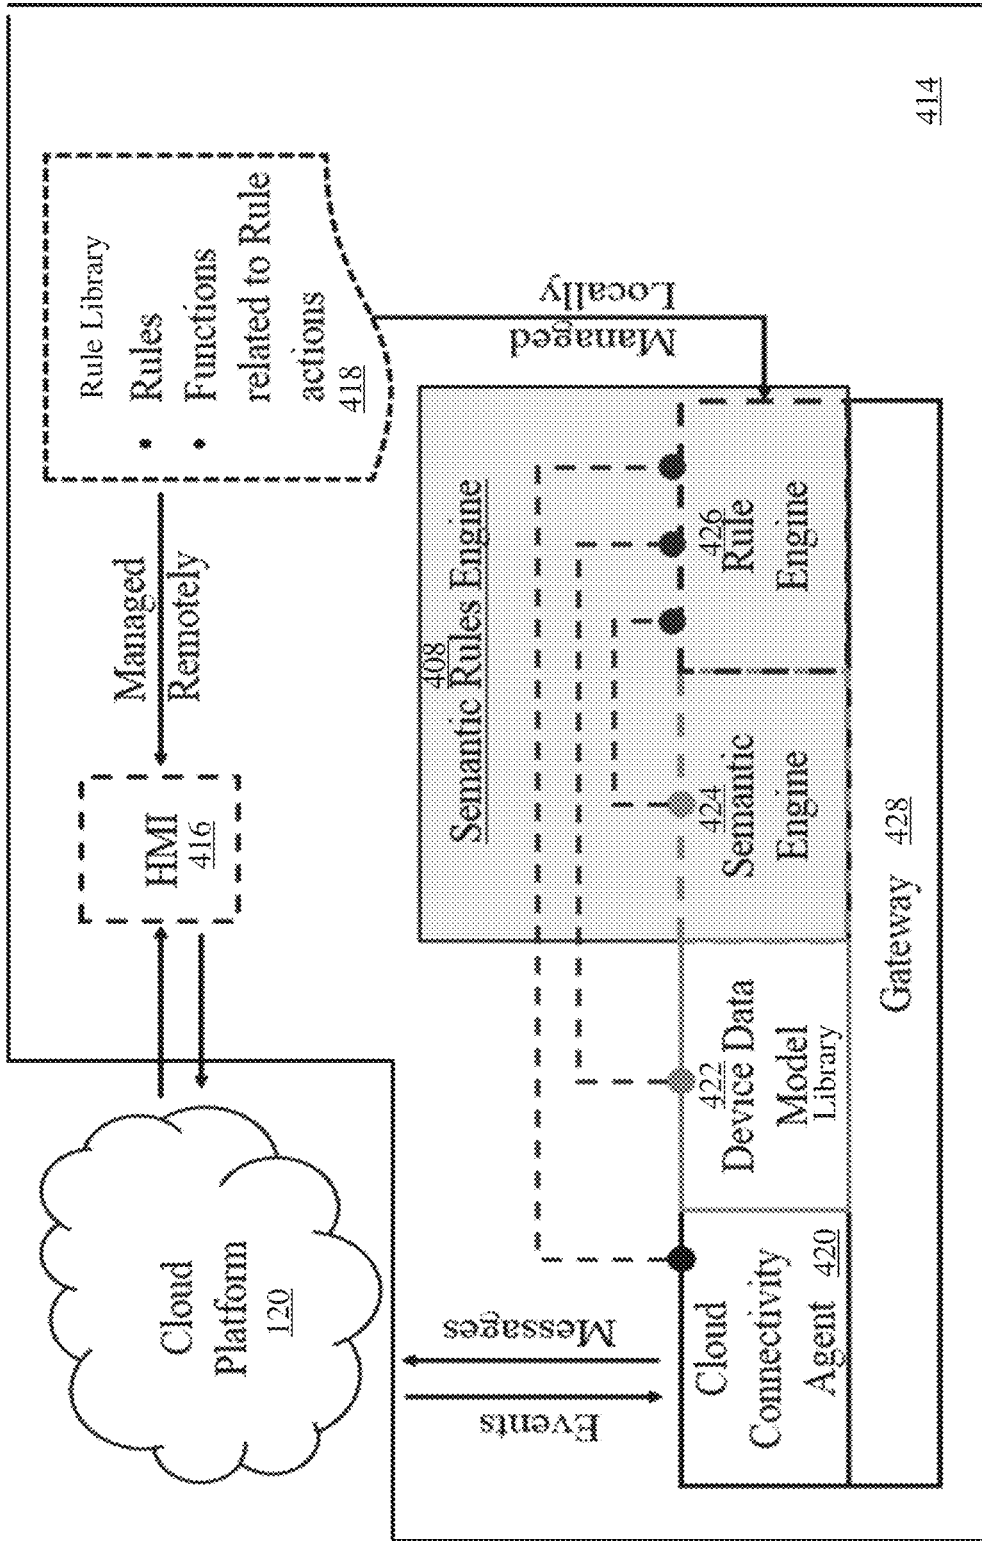 Cloud
Platform
120
HMI
416
Managed
Remotely
Rule Library
• Rules
• Functions
related to Rule
actions
418
Events
Messages
Managed
Locally
408
Semantic Rules Engine
Cloud
Connectivity
Agent 420
422
Device Data
Model
Library
424
Semantic
Engine
426
Rule
Engine
Gateway 428
414